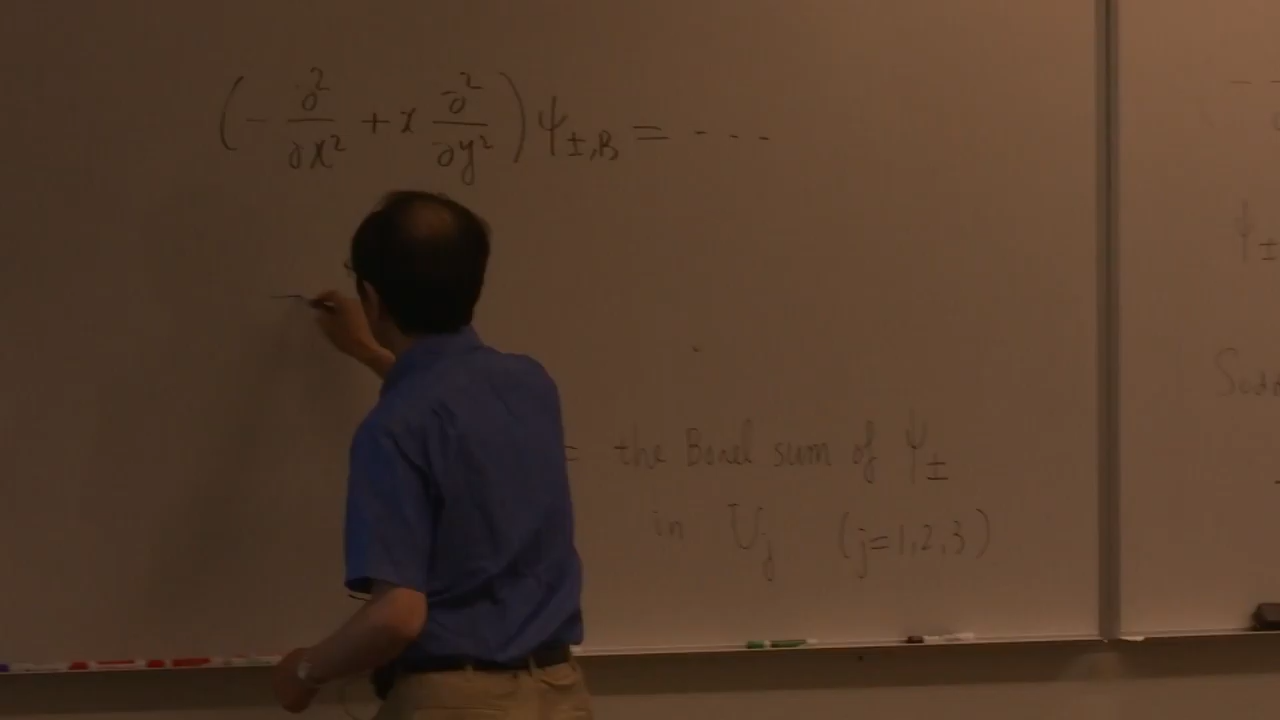 (- ∂²/∂x² + x ∂²/∂y²) ψ±,B = - - - -
= the Borel sum of ψ±
in Uj (j=1,2,3)
ψ±